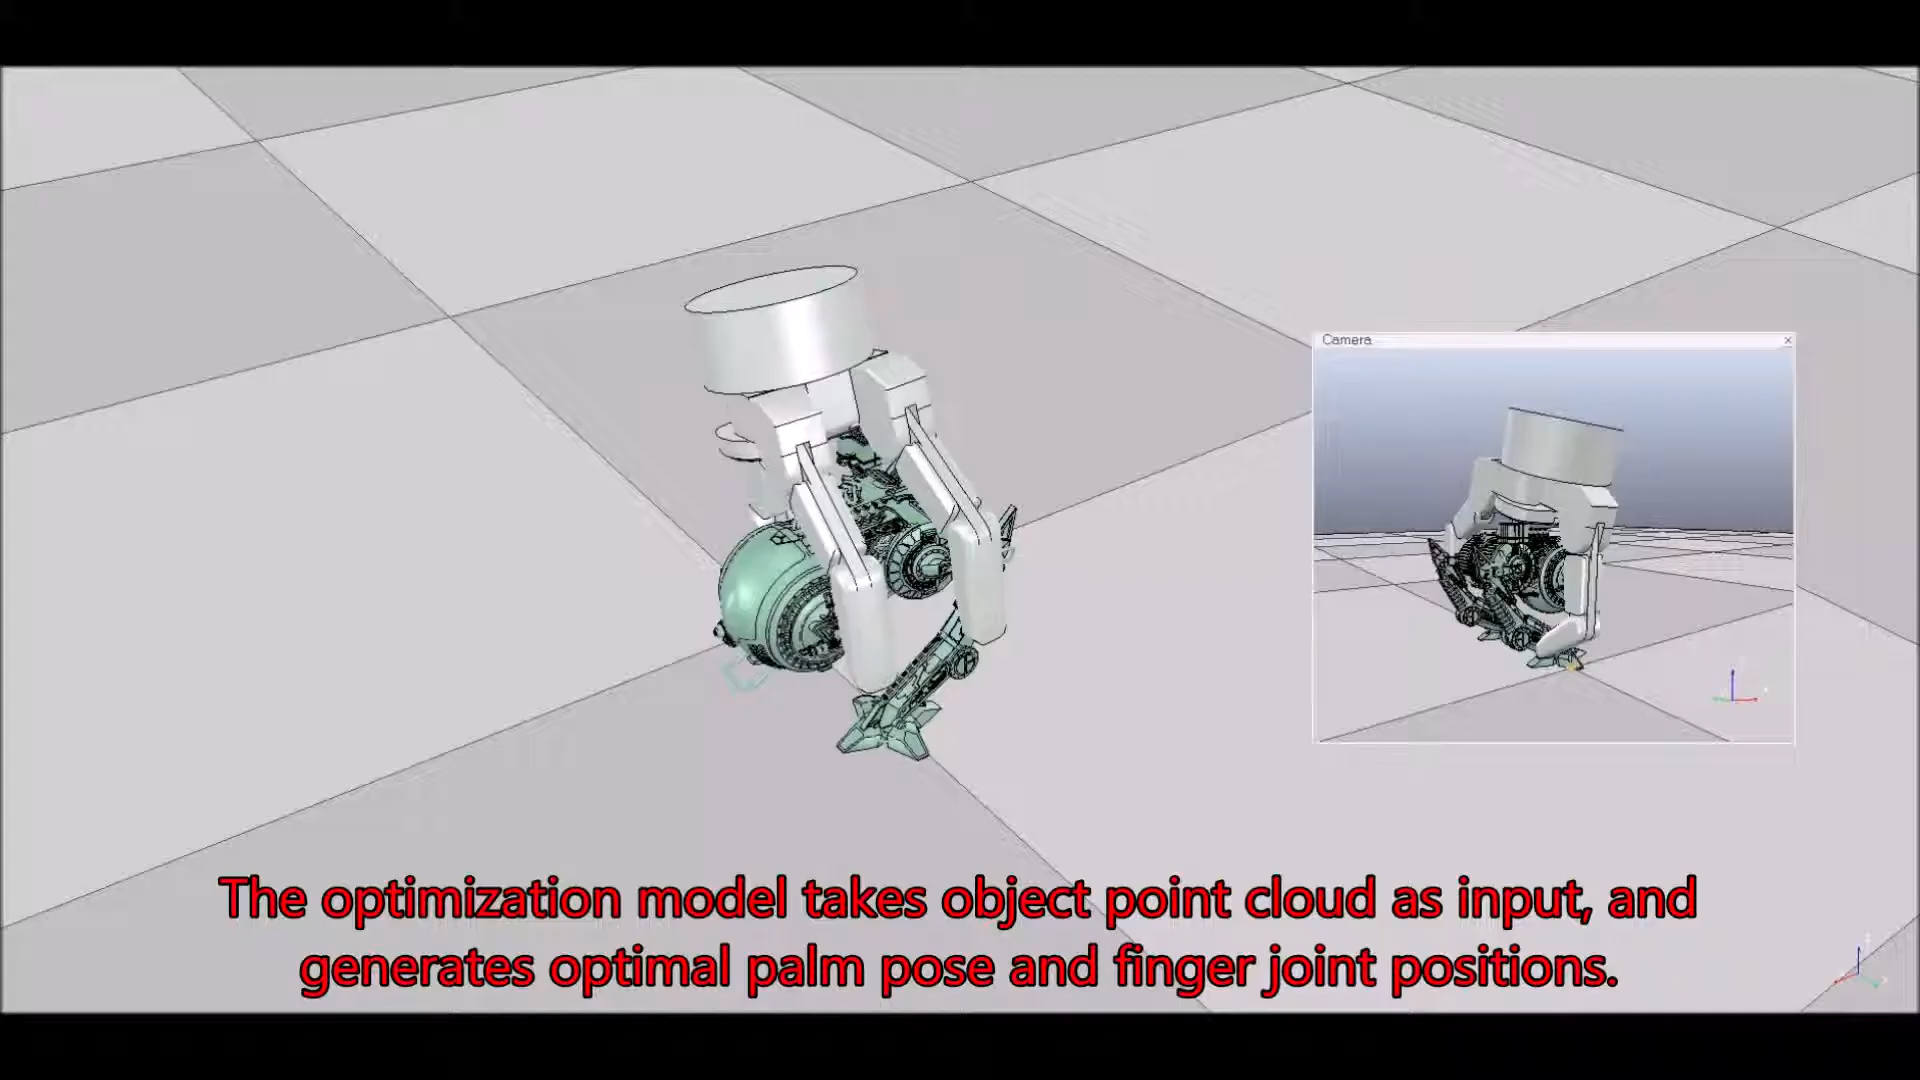 Camera
The optimization model takes object point cloud as input, and
generates optimal palm pose and finger joint positions.